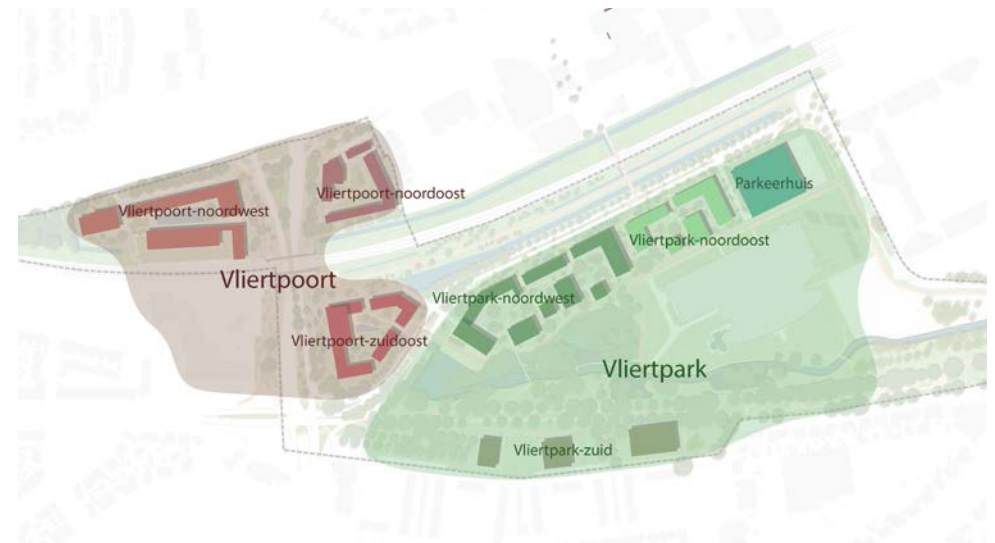 Parkeerhuis
Vliertpoort-noordoost
Vliertpoort-noordwest
Vliertpark-noordoost
Vliertpoort
Vliertpark-noordwest
Vliertpoort-zuidoost
Vliertpark
Vliertpark-zuid